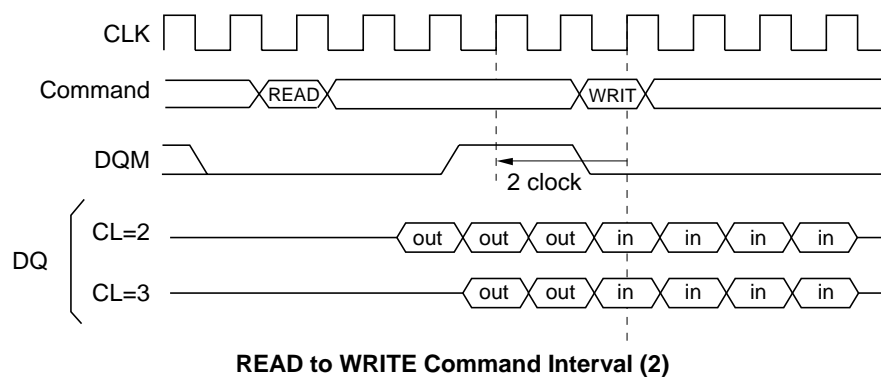 CLK
Command READ WRIT
DQM
2 clock
DQ
CL=2 out out out in in in in
CL=3 out out in in in in
READ to WRITE Command Interval (2)